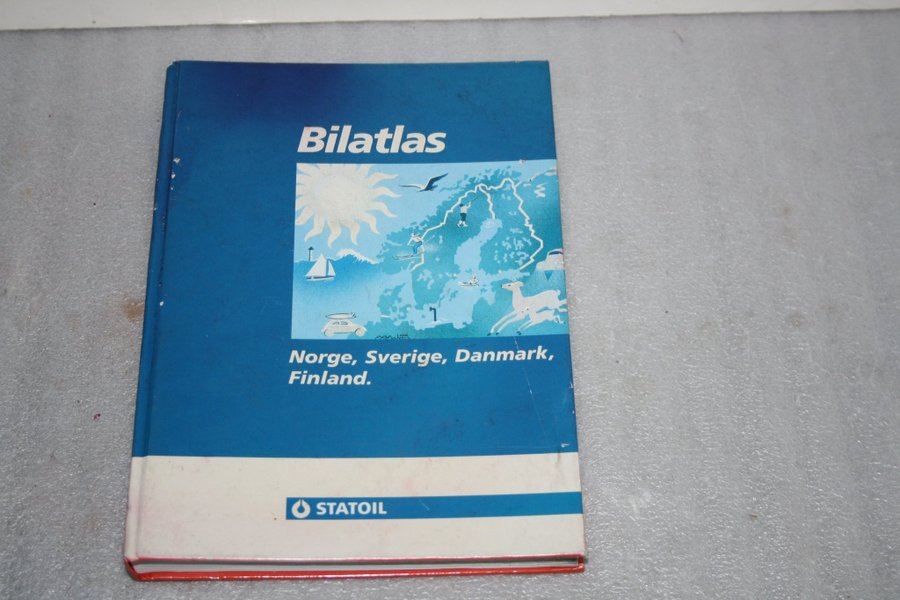 Bilatlas
Norge, Sverige, Danmark,
Finland.
STATOIL